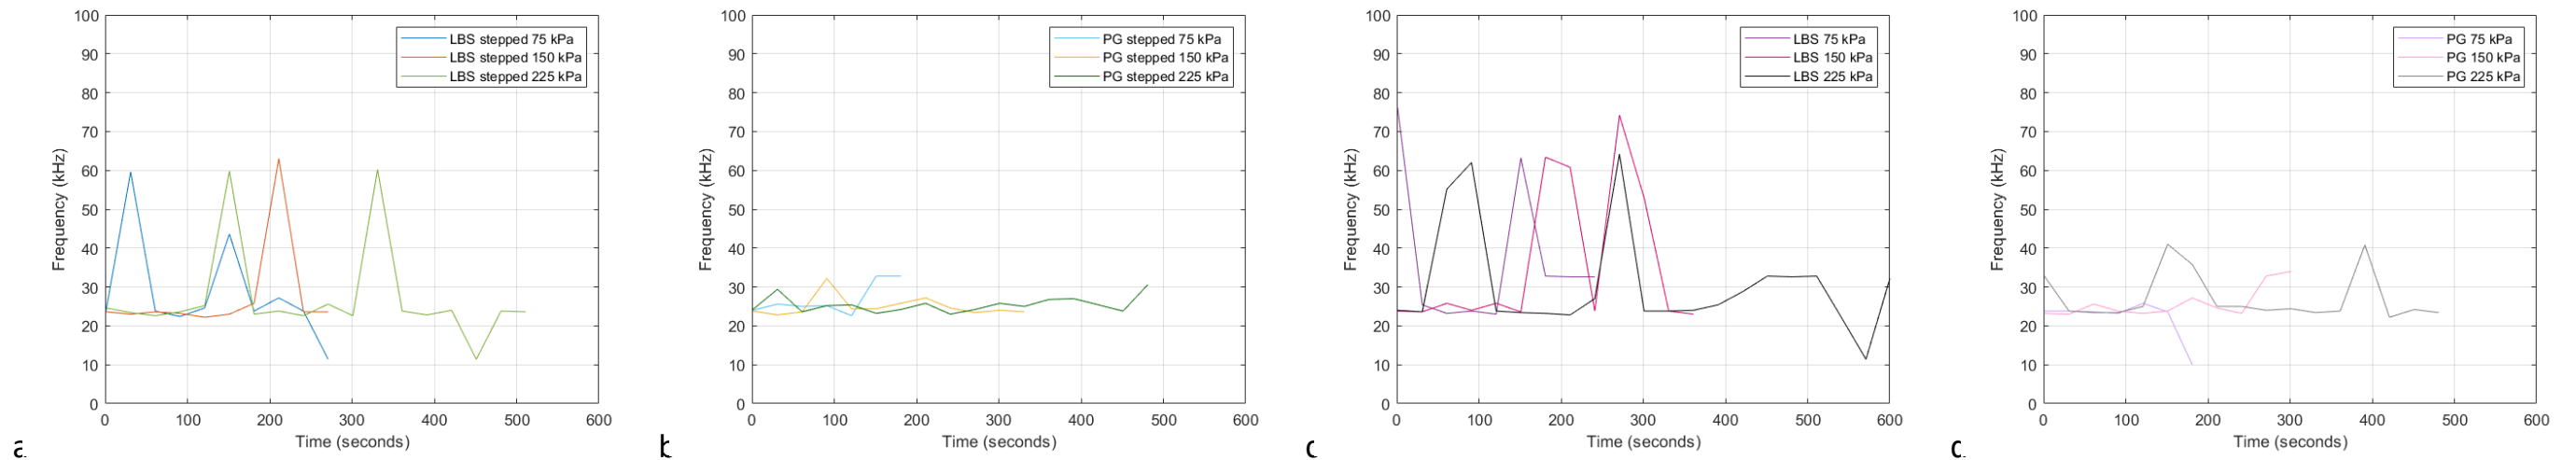 100
90
80
70
60
50
40
30
20
10
0
0 100 200 300 400 500 600
Frequency (kHz)
Time (seconds)
LBS stepped 75 kPa
LBS stepped 150 kPa
LBS stepped 225 kPa
a
100
90
80
70
60
50
40
30
20
10
0
0 100 200 300 400 500 600
Frequency (kHz)
Time (seconds)
PG stepped 75 kPa
PG stepped 150 kPa
PG stepped 225 kPa
b
100
90
80
70
60
50
40
30
20
10
0
0 100 200 300 400 500 600
Frequency (kHz)
Time (seconds)
LBS 75 kPa
LBS 150 kPa
LBS 225 kPa
c
100
90
80
70
60
50
40
30
20
10
0
0 100 200 300 400 500 600
Frequency (kHz)
Time (seconds)
PG 75 kPa
PG 150 kPa
PG 225 kPa
d